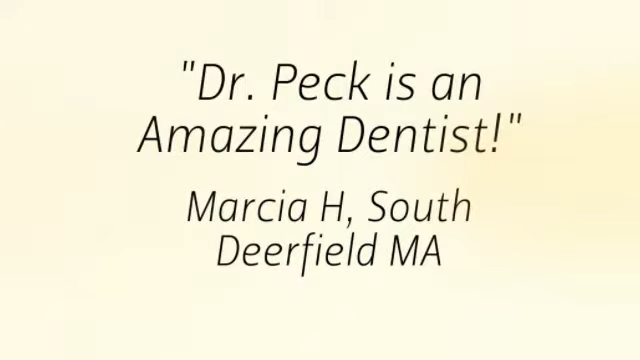 "Dr. Peck is an
Amazing Dentist!"
Marcia H, South
Deerfield MA